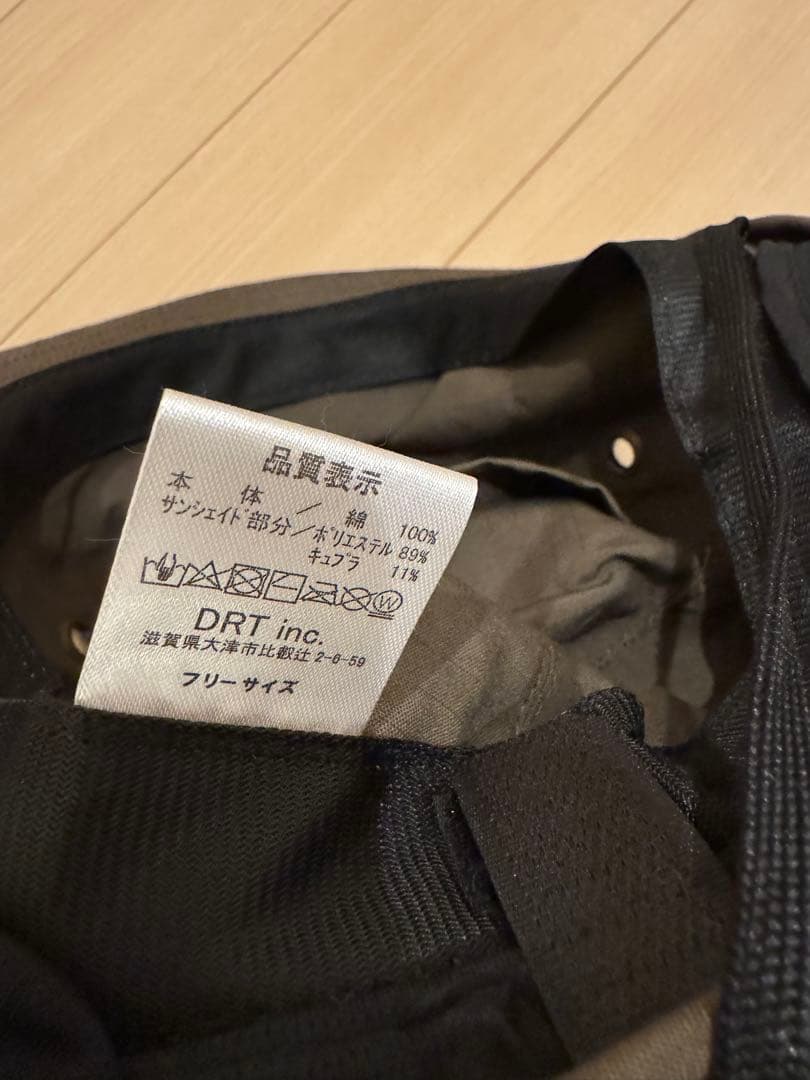 品質表示
本体／綿 100%
サンシェイド部分／ポリエステル 89%
キュプラ 11%
W
DRT inc.
滋賀県大津市比叡辻 2-6-59
フリーサイズ